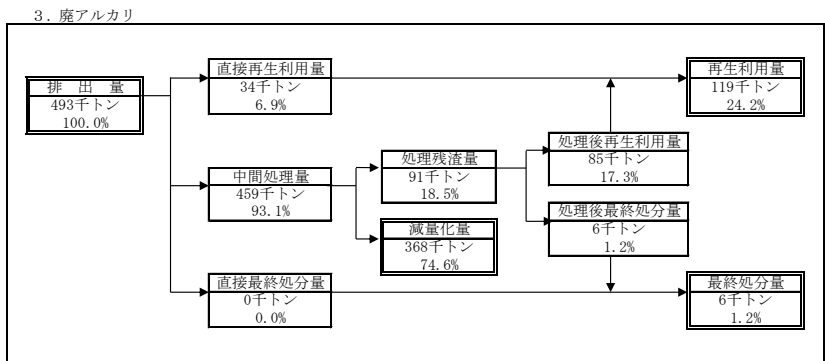 3．廃アルカリ
排 出 量
493千トン
100.0%
直接再生利用量
34千トン
6.9%
中間処理量
459千トン
93.1%
直接最終処分量
0千トン
0.0%
処理残渣量
91千トン
18.5%
減量化量
368千トン
74.6%
処理後再生利用量
85千トン
17.3%
処理後最終処分量
6千トン
1.2%
再生利用量
119千トン
24.2%
最終処分量
6千トン
1.2%